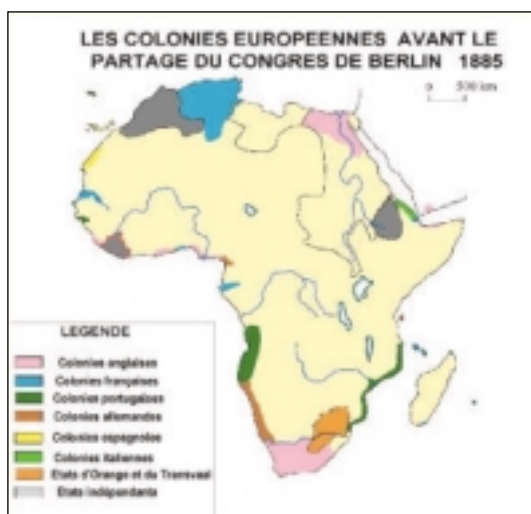 LES COLONIES EUROPEENNES AVANT LE
PARTAGE DU CONGRES DE BERLIN 1885
0 500 km
LEGENDE
Colonies anglaises
Colonies françaises
Colonies portugaises
Colonies allemandes
Colonies espagnoles
Colonies italiennes
Etats d'Orange et du Transvaal
Etats indépendants